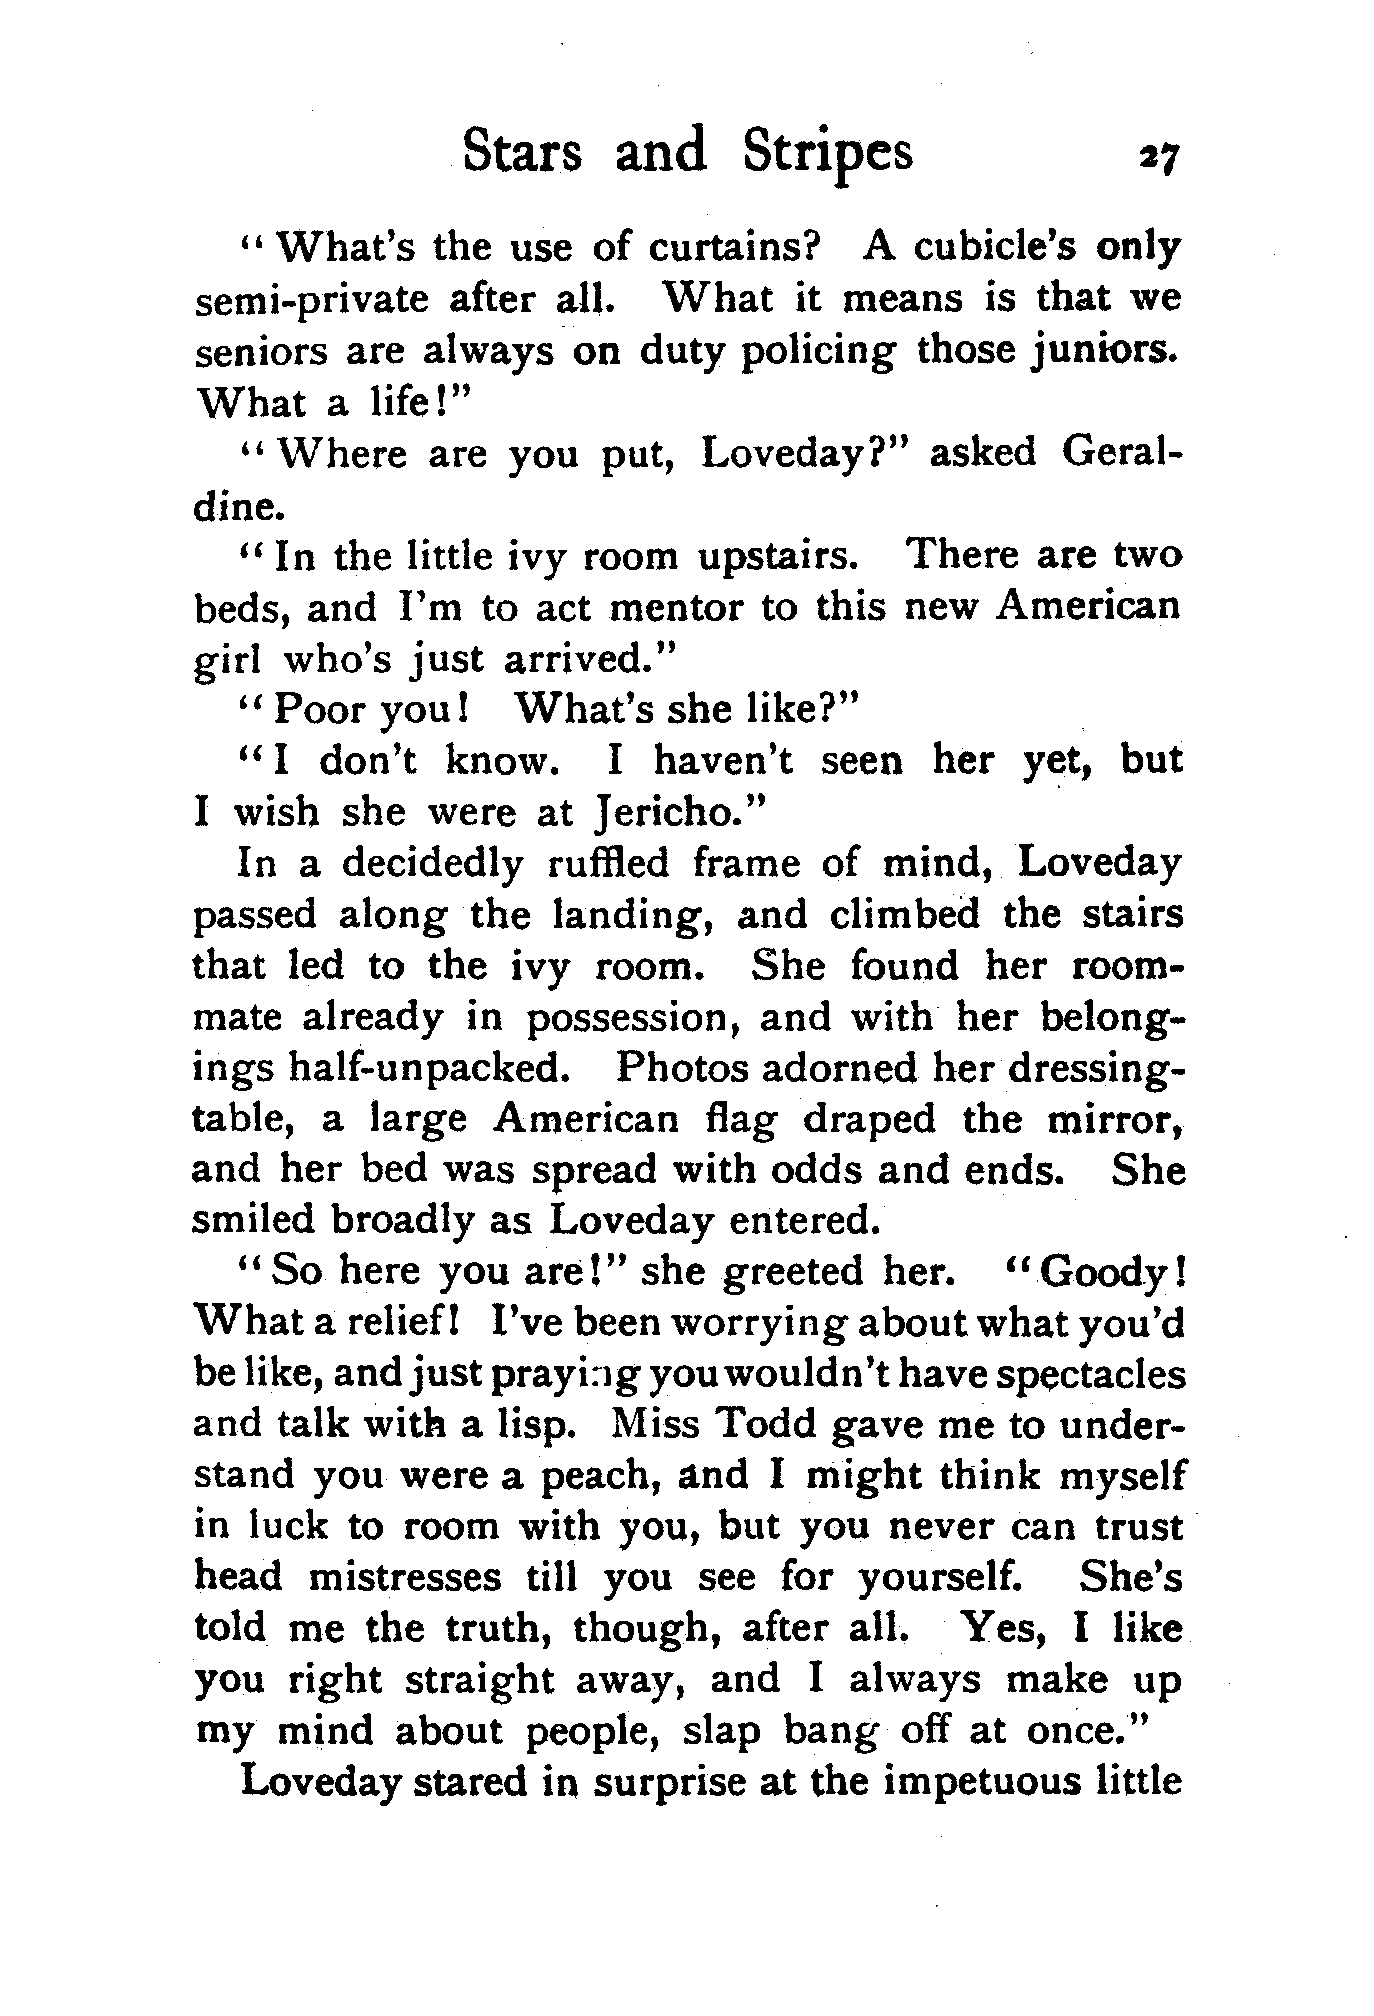 Stars and Stripes 27
"What's the use of curtains? A cubicle's only
semi-private after all. What it means is that we
seniors are always on duty policing those juniors.
What a life!"
"Where are you put, Loveday?" asked Geral-
dine.
"In the little ivy room upstairs. There are two
beds, and I'm to act mentor to this new American
girl who's just arrived."
"Poor you! What's she like?"
"I don't know. I haven't seen her yet, but
I wish she were at Jericho."
In a decidedly ruffled frame of mind, Loveday
passed along the landing, and climbed the stairs
that led to the ivy room. She found her room-
mate already in possession, and with her belong-
ings half-unpacked. Photos adorned her dressing-
table, a large American flag draped the mirror,
and her bed was spread with odds and ends. She
smiled broadly as Loveday entered.
"So here you are!" she greeted her. "Goody!
What a relief! I've been worrying about what you'd
be like, and just praying you wouldn't have spectacles
and talk with a lisp. Miss Todd gave me to under-
stand you were a peach, and I might think myself
in luck to room with you, but you never can trust
head mistresses till you see for yourself. She's
told me the truth, though, after all. Yes, I like
you right straight away, and I always make up
my mind about people, slap bang off at once."
Loveday stared in surprise at the impetuous little